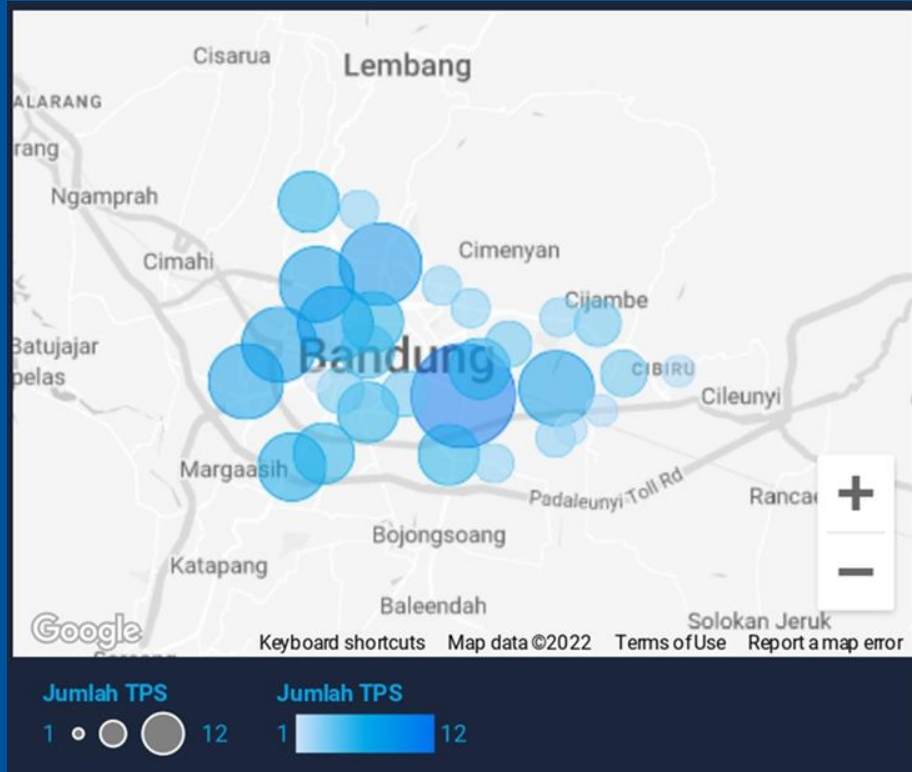 Cisarua
Lembang
ALARANG
rang
Ngamprah
Cimahi
Cimenyan
Cijambe
Batujajar
pelas
Bandung
CIBIRU
Cileunyi
Margaasih
Padaleunyi Toll Rd
Rancae
+
Bojongsoang
Katapang
−
Baleendah
Solokan Jeruk
Google
Keyboard shortcuts Map data ©2022 Terms of Use Report a map error
Jumlah TPS Jumlah TPS
1 12 1 12